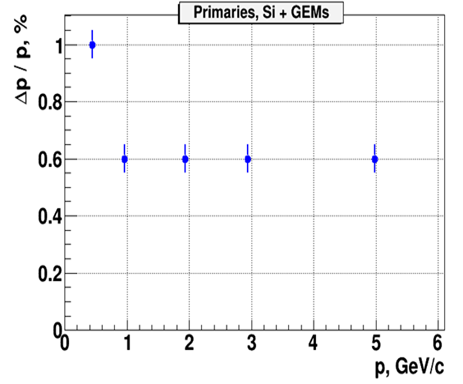 Primaries, Si + GEMs
Δp / p, %
1
0.8
0.6
0.4
0.2
0
0 1 2 3 4 5 6
p, GeV/c